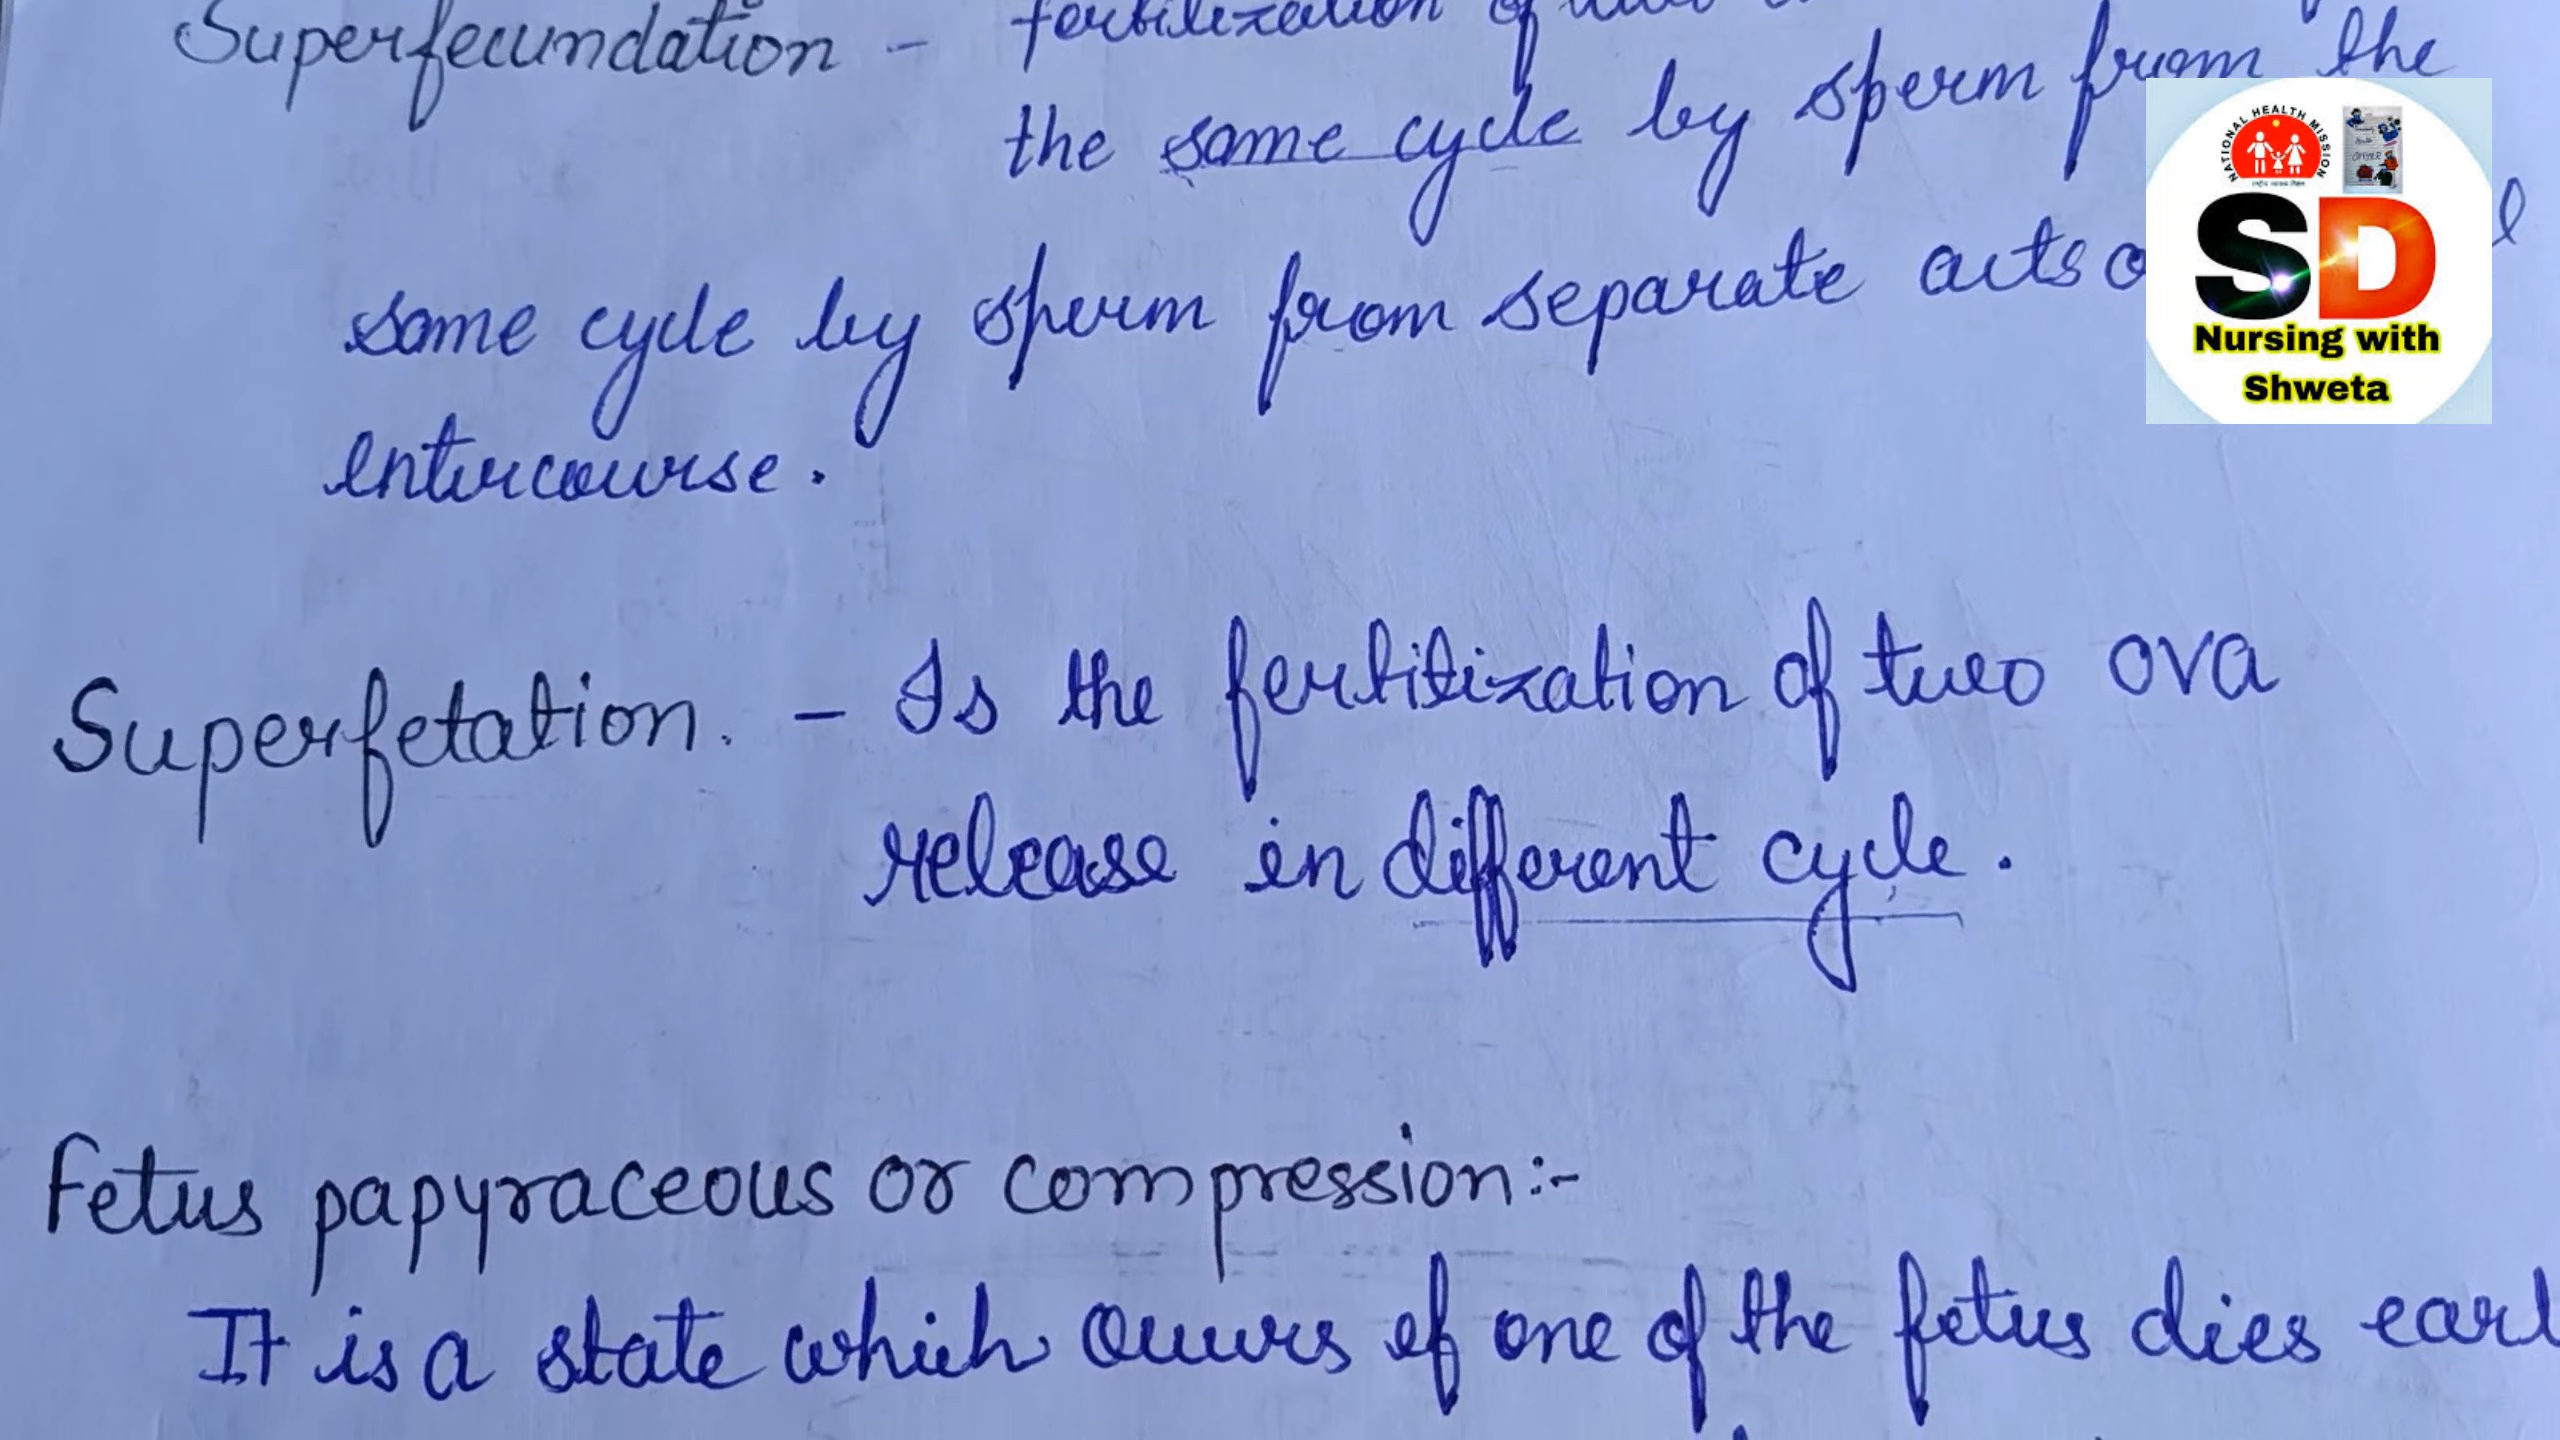 Superfecundation - fertilization of two
the same cycle by sperm from the
same cycle by sperm from separate acts o
intercourse.
Superfetation. - Is the fertilization of two ova
release in different cycle.
Fetus papyraceous or compression:-
It is a state which occurs if one of the fetus dies earl
NATIONAL HEALTH MISSION
SD
Nursing with
Shweta